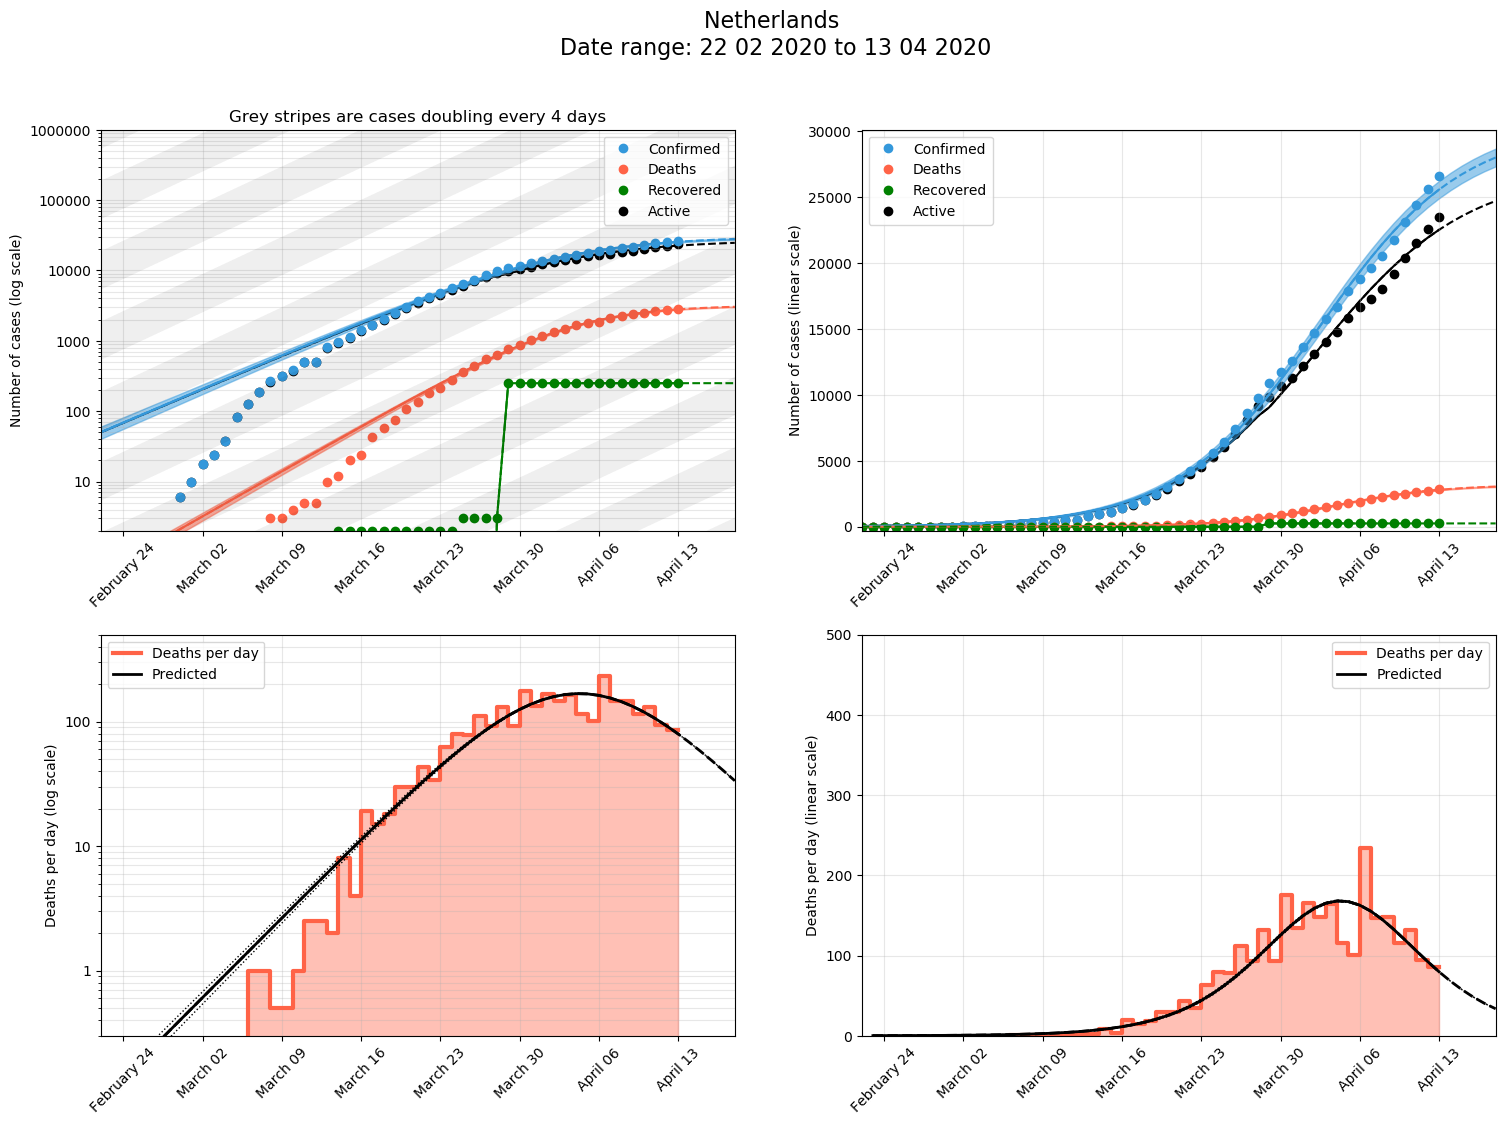 Netherlands
Date range: 22 02 2020 to 13 04 2020
Grey stripes are cases doubling every 4 days
Number of cases (log scale)
1000000
100000
10000
1000
100
10
Confirmed
Deaths
Recovered
Active
February 24
March 02
March 09
March 16
March 23
March 30
April 06
April 13
Number of cases (linear scale)
30000
25000
20000
15000
10000
5000
0
Confirmed
Deaths
Recovered
Active
February 24
March 02
March 09
March 16
March 23
March 30
April 06
April 13
Deaths per day (log scale)
100
10
1
Deaths per day
Predicted
February 24
March 02
March 09
March 16
March 23
March 30
April 06
April 13
Deaths per day (linear scale)
500
400
300
200
100
0
Deaths per day
Predicted
February 24
March 02
March 09
March 16
March 23
March 30
April 06
April 13